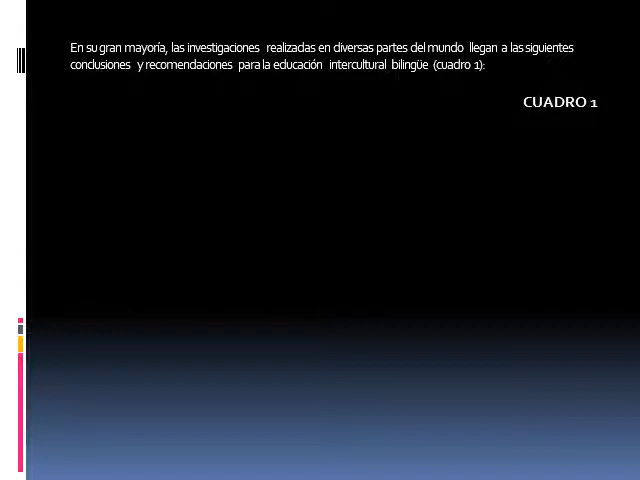 En su gran mayoría, las investigaciones realizadas en diversas partes del mundo llegan a las siguientes
conclusiones y recomendaciones para la educación intercultural bilingüe (cuadro 1):
CUADRO 1